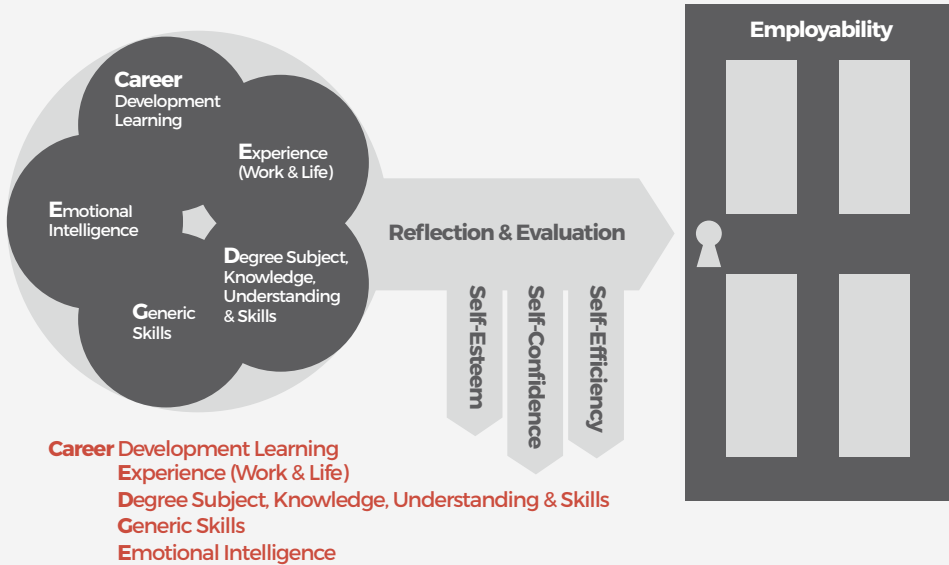 Career
Development
Learning
Experience
(Work & Life)
Emotional
Intelligence
Degree Subject,
Knowledge,
Understanding
& Skills
Generic
Skills
Reflection & Evaluation
Self-Esteem
Self-Confidence
Self-Efficiency
Employability
Career Development Learning
Experience (Work & Life)
Degree Subject, Knowledge, Understanding & Skills
Generic Skills
Emotional Intelligence